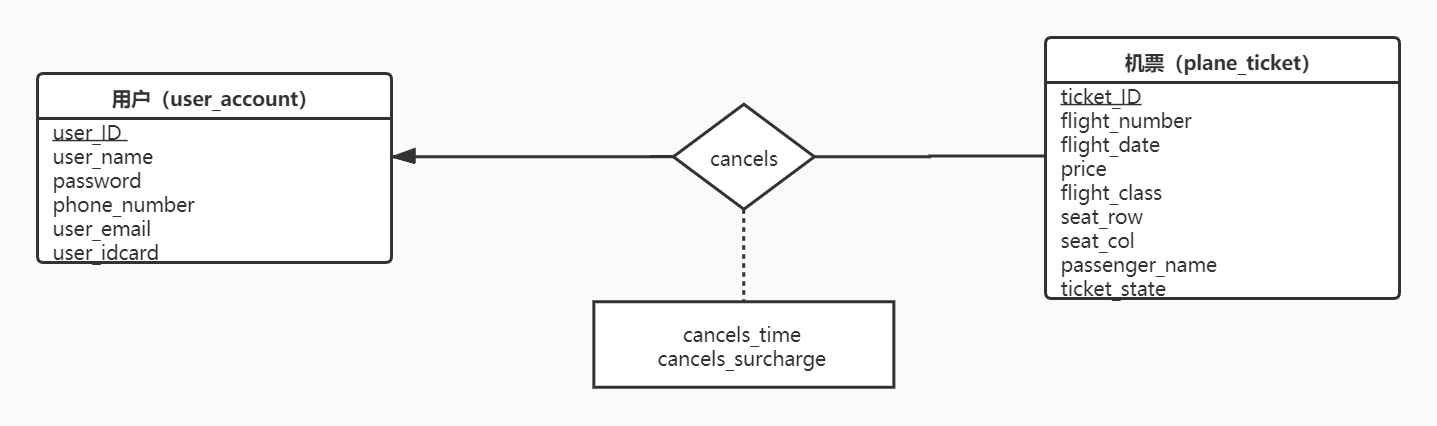 用户（user_account）
user_ID
user_name
password
phone_number
user_email
user_idcard
cancels
cancels_time
cancels_surcharge
机票（plane_ticket）
ticket_ID
flight_number
flight_date
price
flight_class
seat_row
seat_col
passenger_name
ticket_state